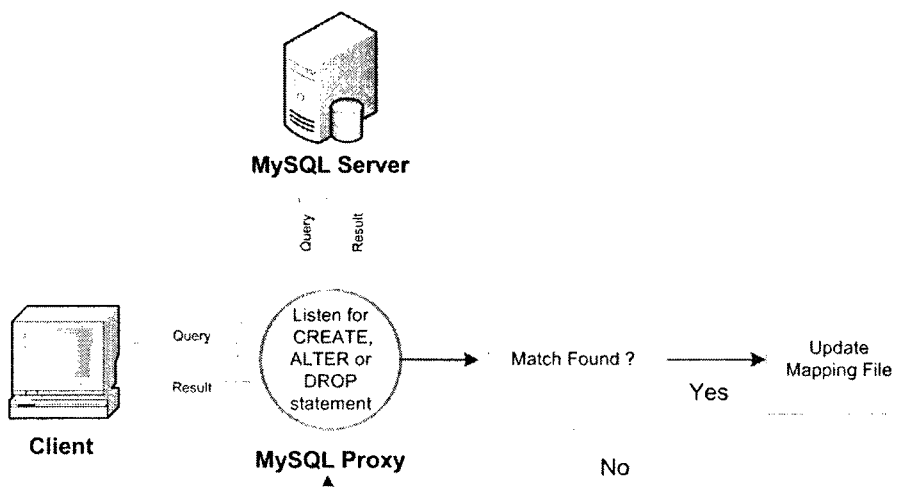 MySQL Server
Query
Result
Listen for
CREATE,
ALTER or
DROP
statement
Query
Result
Match Found ?
Yes
Update
Mapping File
Client
MySQL Proxy
No